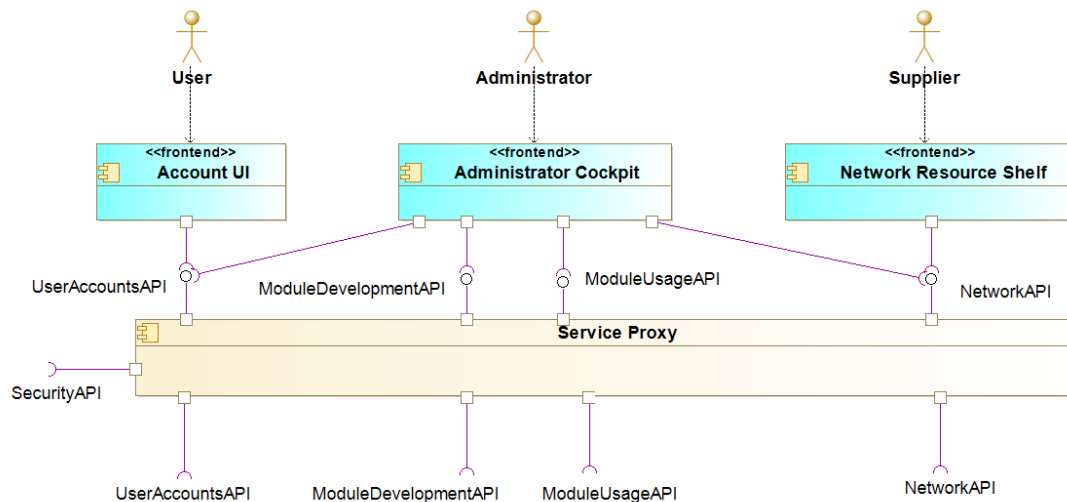 User
Administrator
Supplier
<<frontend>>
Account UI
<<frontend>>
Administrator Cockpit
<<frontend>>
Network Resource Shelf
UserAccountsAPI
ModuleDevelopmentAPI
ModuleUsageAPI
NetworkAPI
Service Proxy
SecurityAPI
UserAccountsAPI
ModuleDevelopmentAPI
ModuleUsageAPI
NetworkAPI